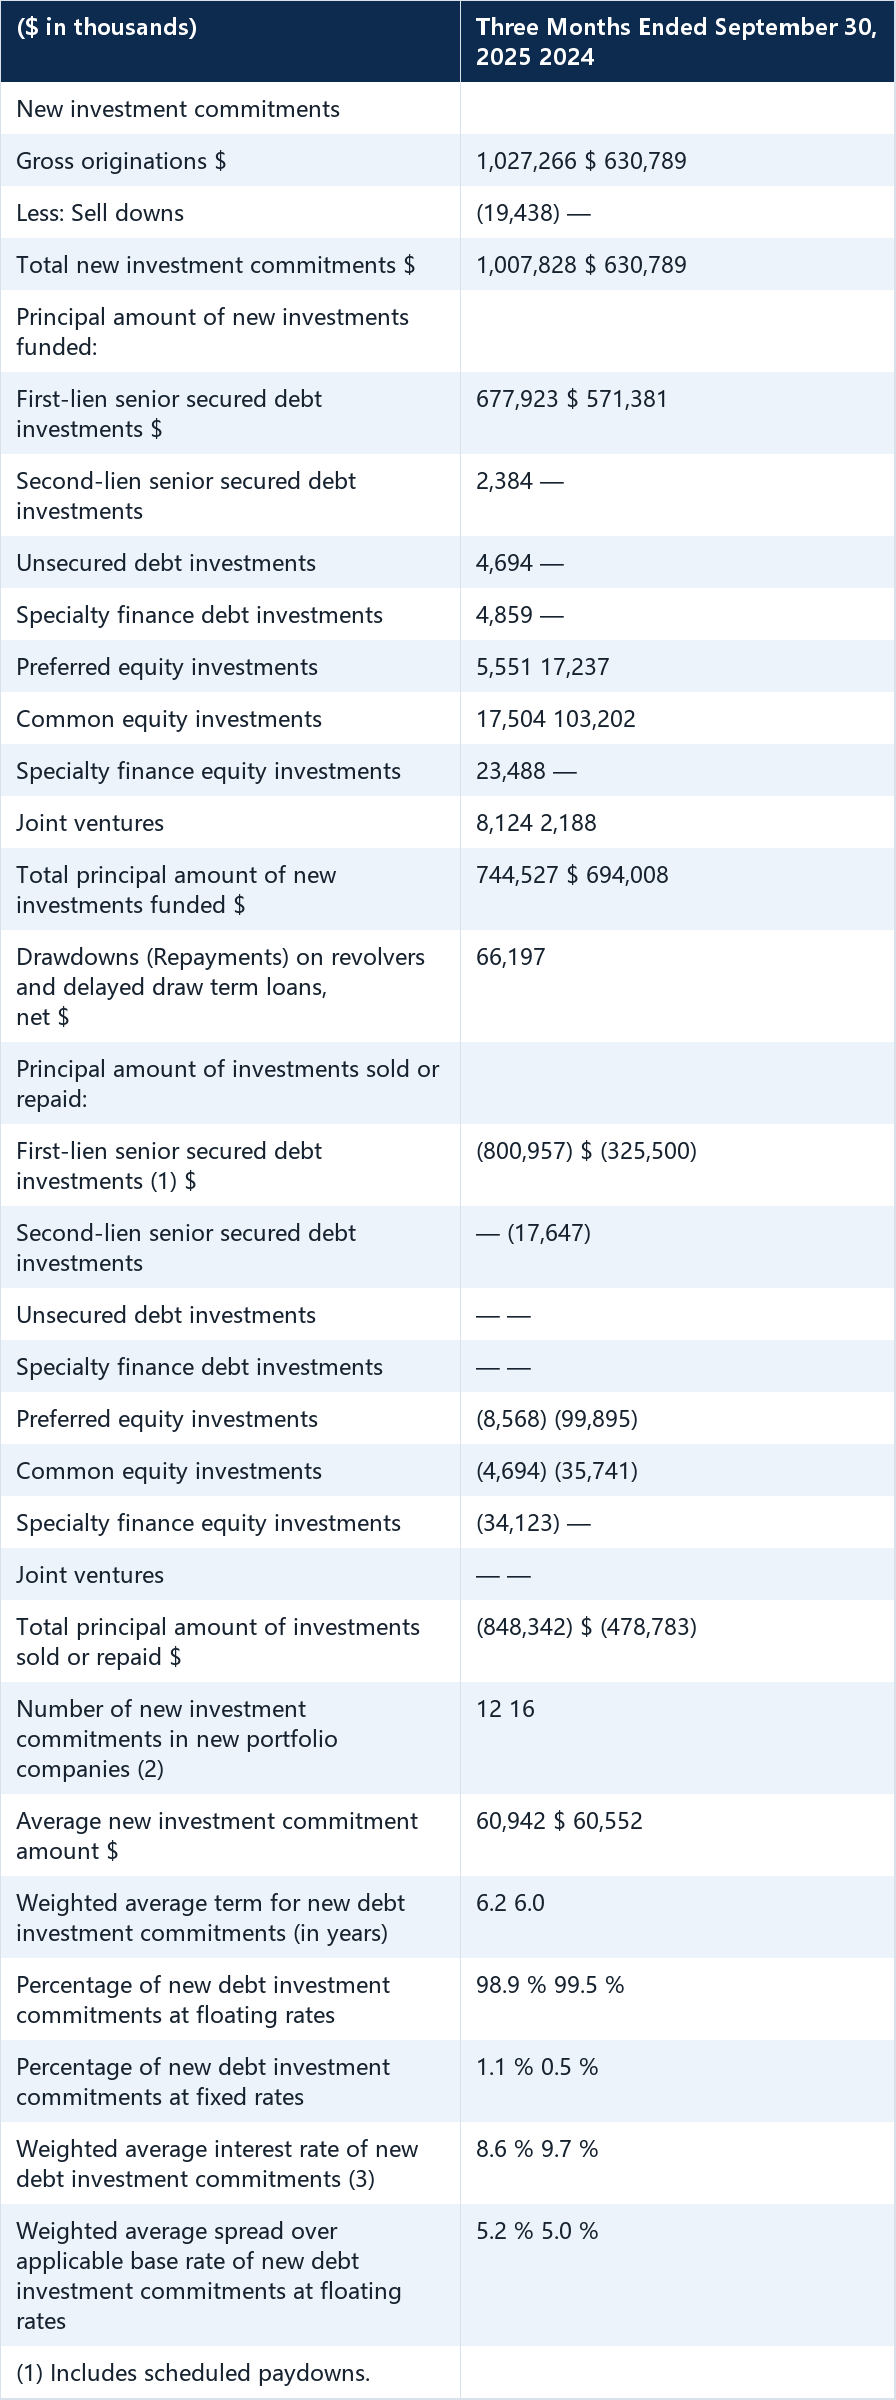 ($ in thousands)
Three Months Ended September 30,
2025 2024
New investment commitments
Gross originations $
1,027,266 $ 630,789
Less: Sell downs
(19,438) —
Total new investment commitments $
1,007,828 $ 630,789
Principal amount of new investments
funded:
First-lien senior secured debt
investments $
677,923 $ 571,381
Second-lien senior secured debt
investments
2,384 —
Unsecured debt investments
4,694 —
Specialty finance debt investments
4,859 —
Preferred equity investments
5,551 17,237
Common equity investments
17,504 103,202
Specialty finance equity investments
23,488 —
Joint ventures
8,124 2,188
Total principal amount of new
investments funded $
744,527 $ 694,008
Drawdowns (Repayments) on revolvers
and delayed draw term loans,
net $
66,197
Principal amount of investments sold or
repaid:
First-lien senior secured debt
investments (1) $
(800,957) $ (325,500)
Second-lien senior secured debt
investments
— (17,647)
Unsecured debt investments
— —
Specialty finance debt investments
— —
Preferred equity investments
(8,568) (99,895)
Common equity investments
(4,694) (35,741)
Specialty finance equity investments
(34,123) —
Joint ventures
— —
Total principal amount of investments
sold or repaid $
(848,342) $ (478,783)
Number of new investment
commitments in new portfolio
companies (2)
12 16
Average new investment commitment
amount $
60,942 $ 60,552
Weighted average term for new debt
investment commitments (in years)
6.2 6.0
Percentage of new debt investment
commitments at floating rates
98.9 % 99.5 %
Percentage of new debt investment
commitments at fixed rates
1.1 % 0.5 %
Weighted average interest rate of new
debt investment commitments (3)
8.6 % 9.7 %
Weighted average spread over
applicable base rate of new debt
investment commitments at floating
rates
5.2 % 5.0 %
(1) Includes scheduled paydowns.